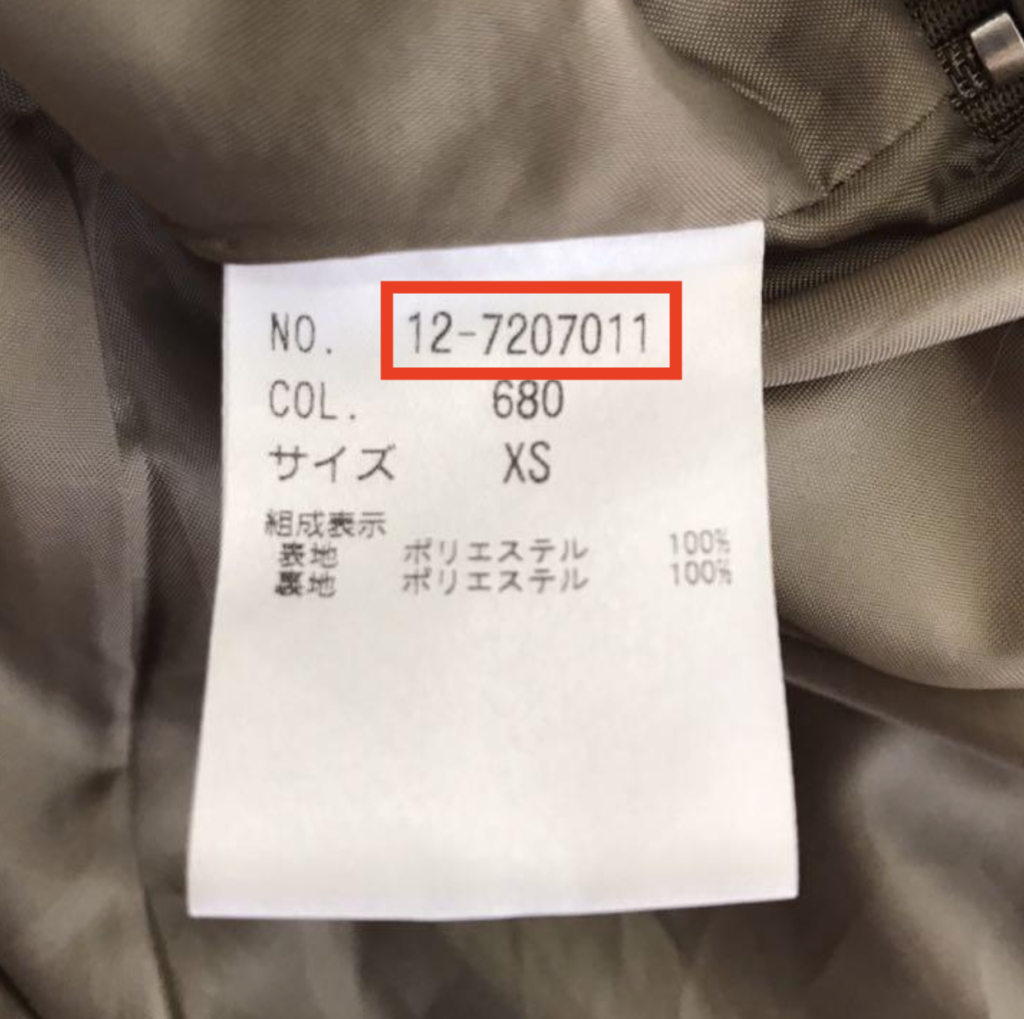 NO. 12-7207011
COL. 680
サイズ XS
組成表示
表地 ポリエステル 100%
裏地 ポリエステル 100%